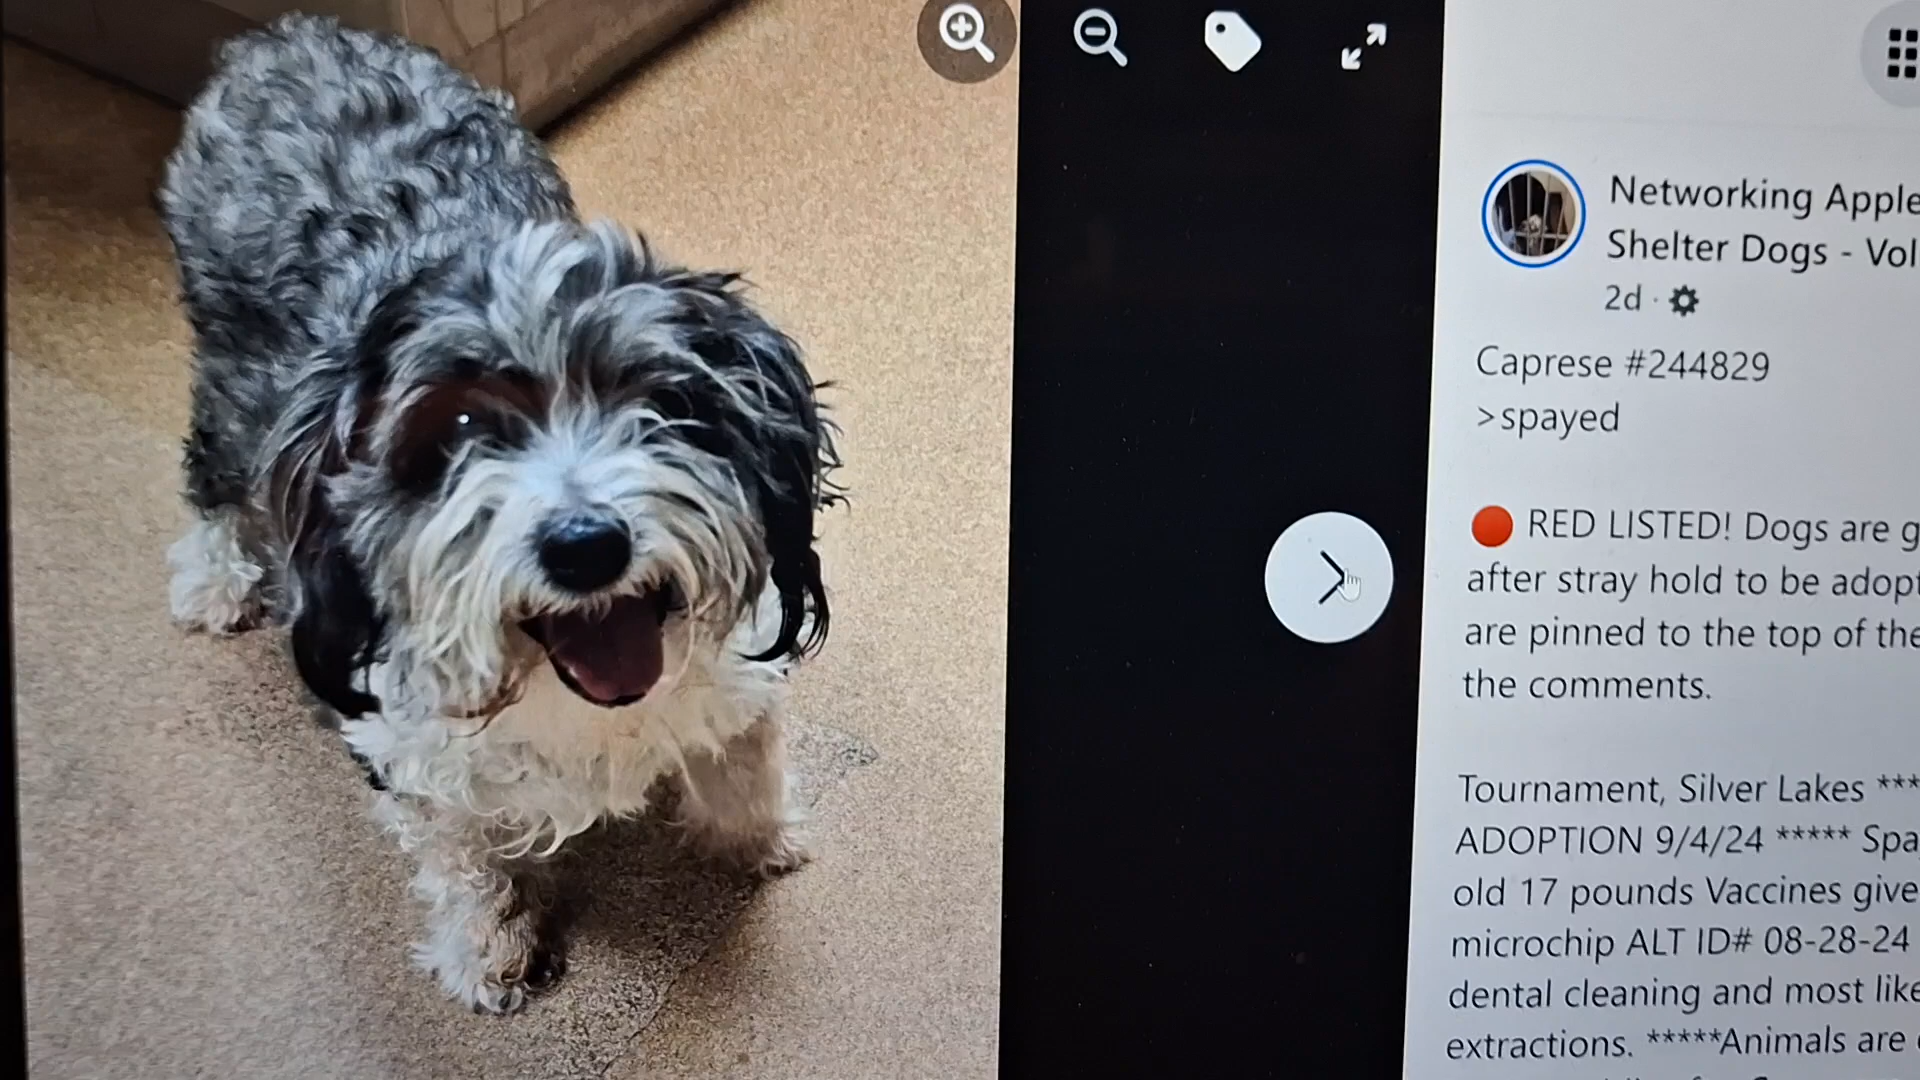 Networking Apple
Shelter Dogs - Vol
2d ·
Caprese #244829
>spayed
RED LISTED! Dogs are g
after stray hold to be adopt
are pinned to the top of the
the comments.
Tournament, Silver Lakes ***
ADOPTION 9/4/24 ***** Spa
old 17 pounds Vaccines give
microchip ALT ID# 08-28-24
dental cleaning and most like
extractions. *****Animals are